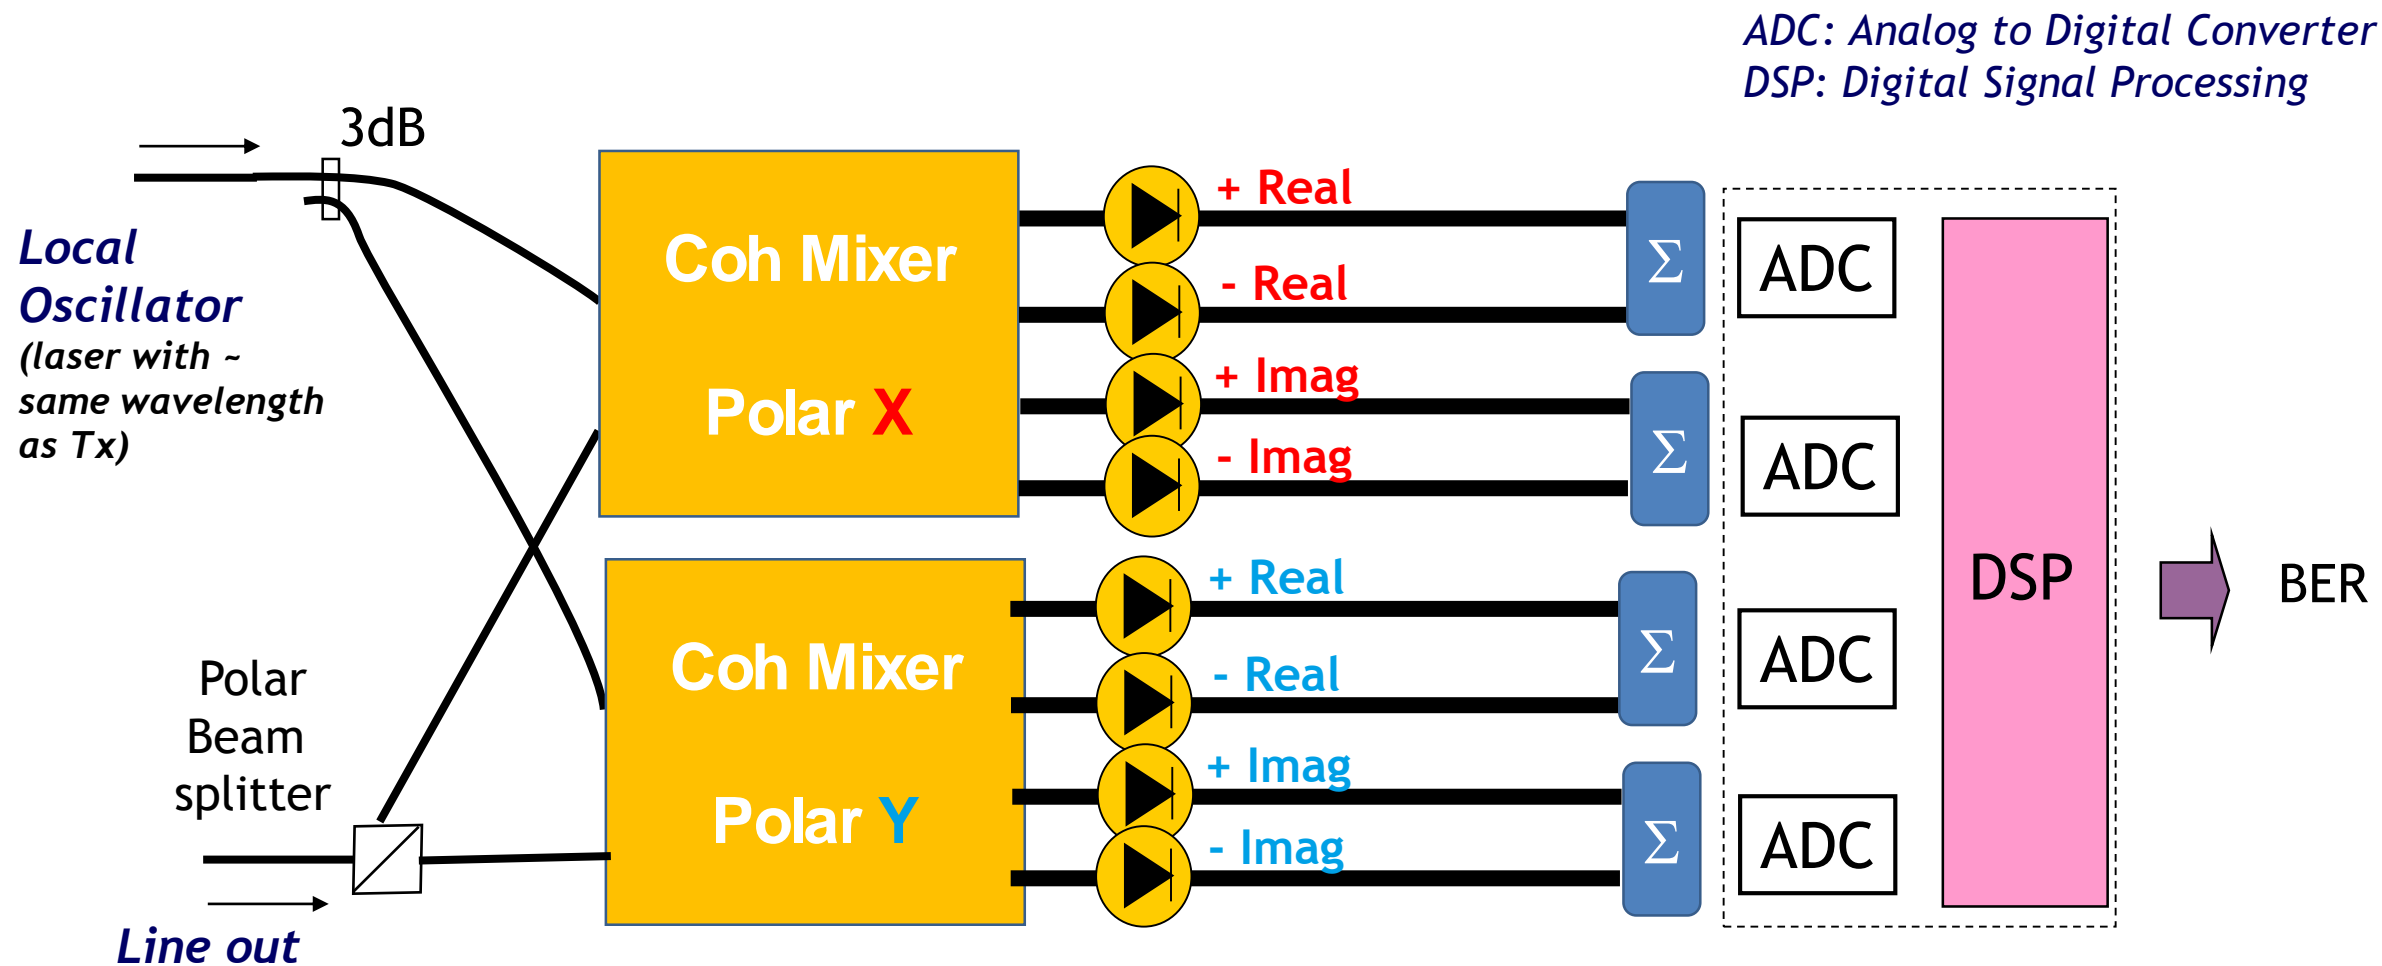 ADC: Analog to Digital Converter
DSP: Digital Signal Processing
3dB
Local
Oscillator
(laser with ~
same wavelength
as Tx)
Coh Mixer
Polar X
+ Real
- Real
+ Imag
- Imag
Σ
Σ
ADC
ADC
Polar
Beam
splitter
Line out
Coh Mixer
Polar Y
+ Real
- Real
+ Imag
- Imag
Σ
Σ
ADC
ADC
DSP
BER